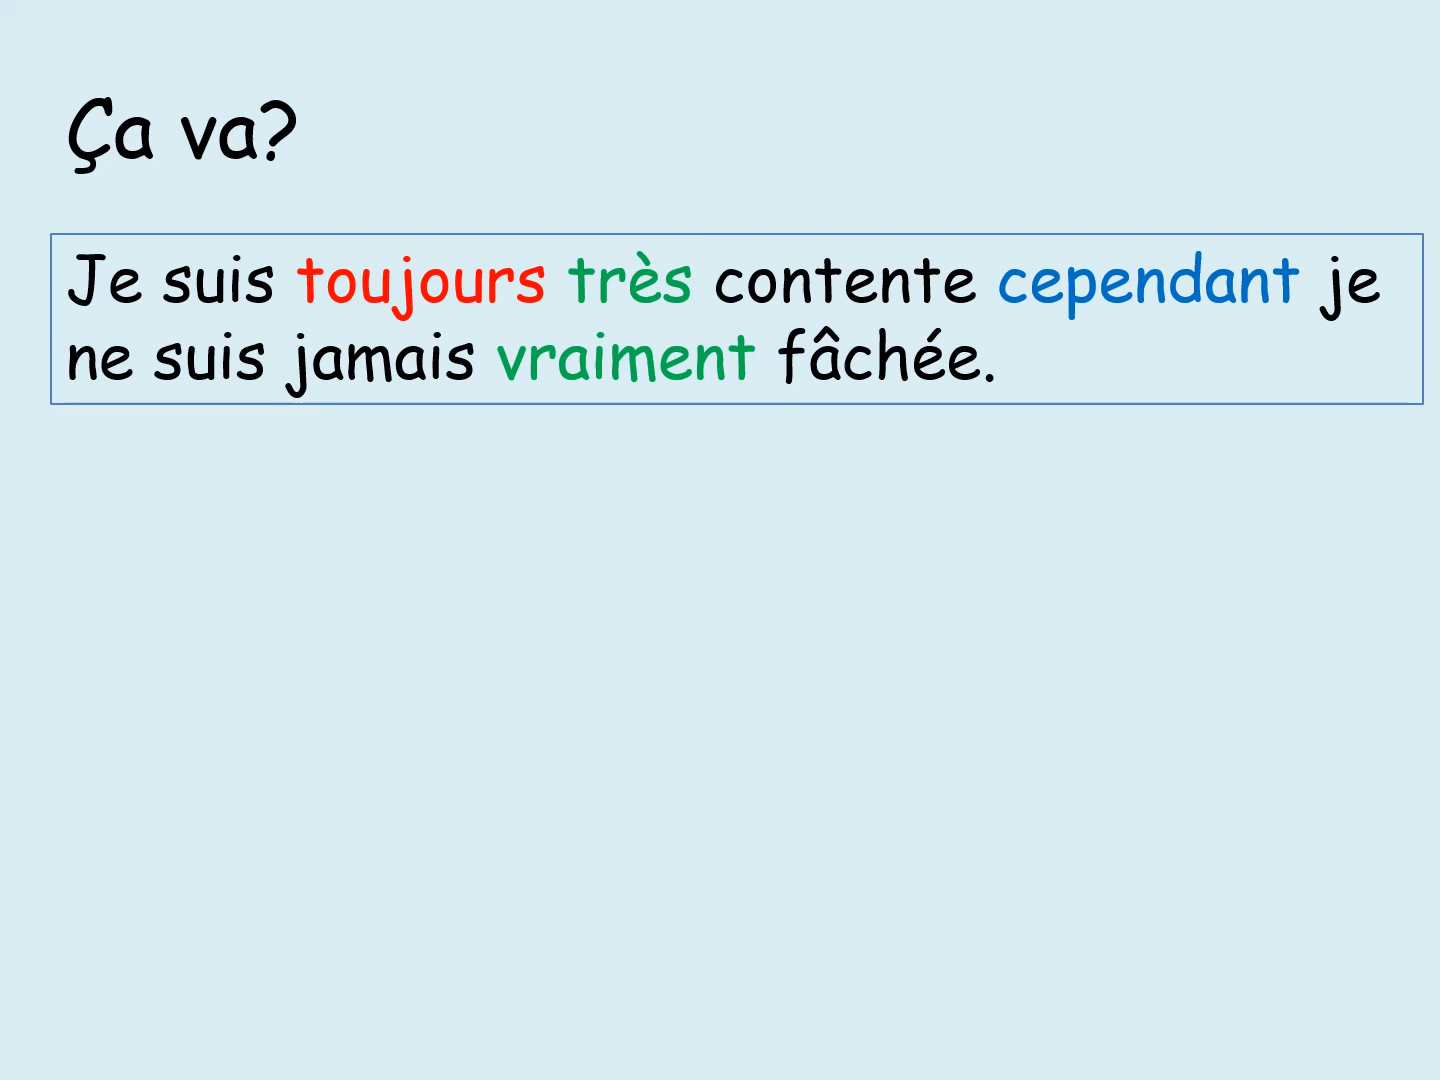 Ça va?
Je suis toujours très contente cependant je
ne suis jamais vraiment fâchée.